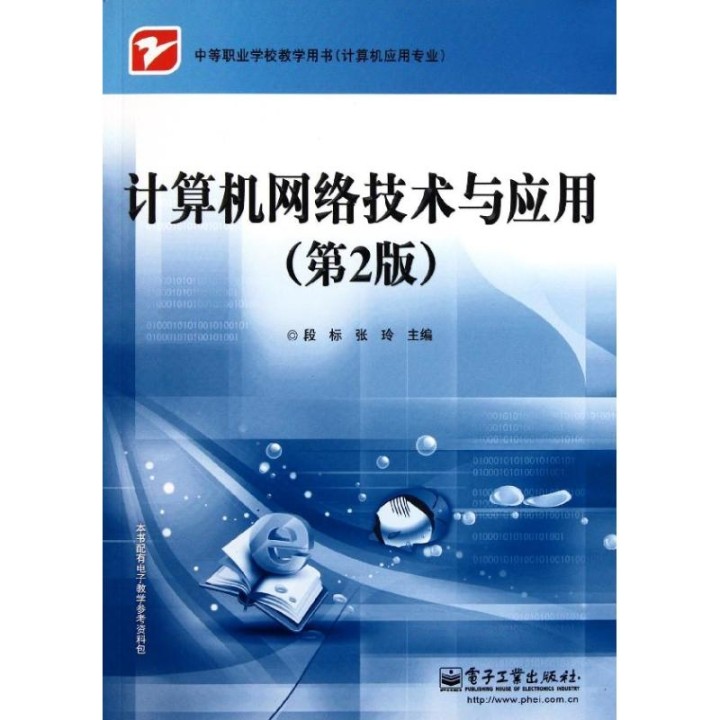 中等职业学校教学用书(计算机应用专业)
计算机网络技术与应用
(第2版)
◎段 标 张 玲 主编
本书配有电子教学参考资料包
電子工業出版社
PUBLISHING HOUSE OF ELECTRONICS INDUSTRY
http://www.phei.com.cn